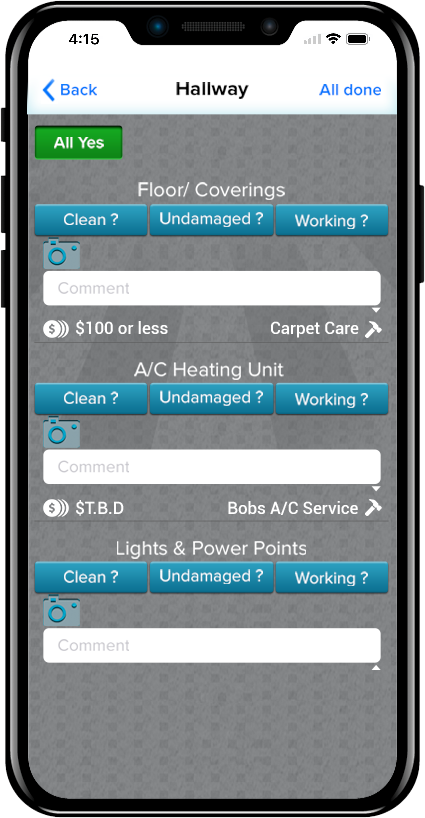 4:15
Back Hallway All done
All Yes
Floor/ Coverings
Clean ? Undamaged ? Working ?
Comment
$ $100 or less Carpet Care
A/C Heating Unit
Clean ? Undamaged ? Working ?
Comment
$ $T.B.D Bobs A/C Service
Lights & Power Points
Clean ? Undamaged ? Working ?
Comment